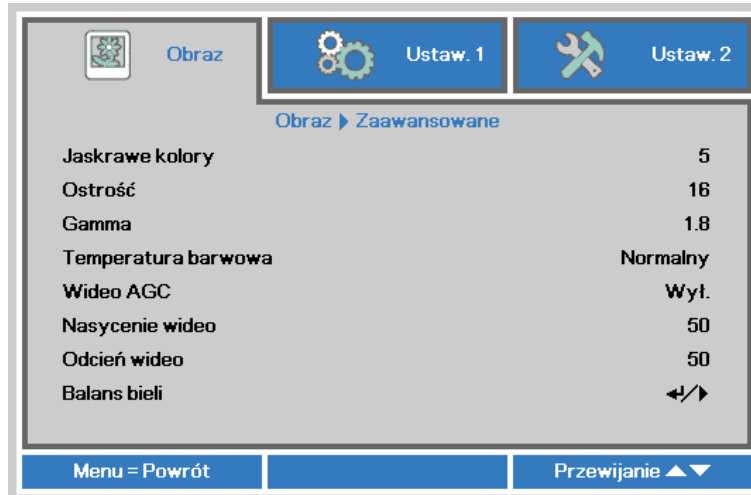 Obraz
Ustaw. 1
Ustaw. 2
Obraz ▶ Zaawansowane
Jaskrawe kolory 5
Ostrość 16
Gamma 1.8
Temperatura barwowa Normalny
Wideo AGC Wył.
Nasycenie wideo 50
Odcień wideo 50
Balans bieli ↵/▶
Menu = Powrót
Przewijanie ▲▼